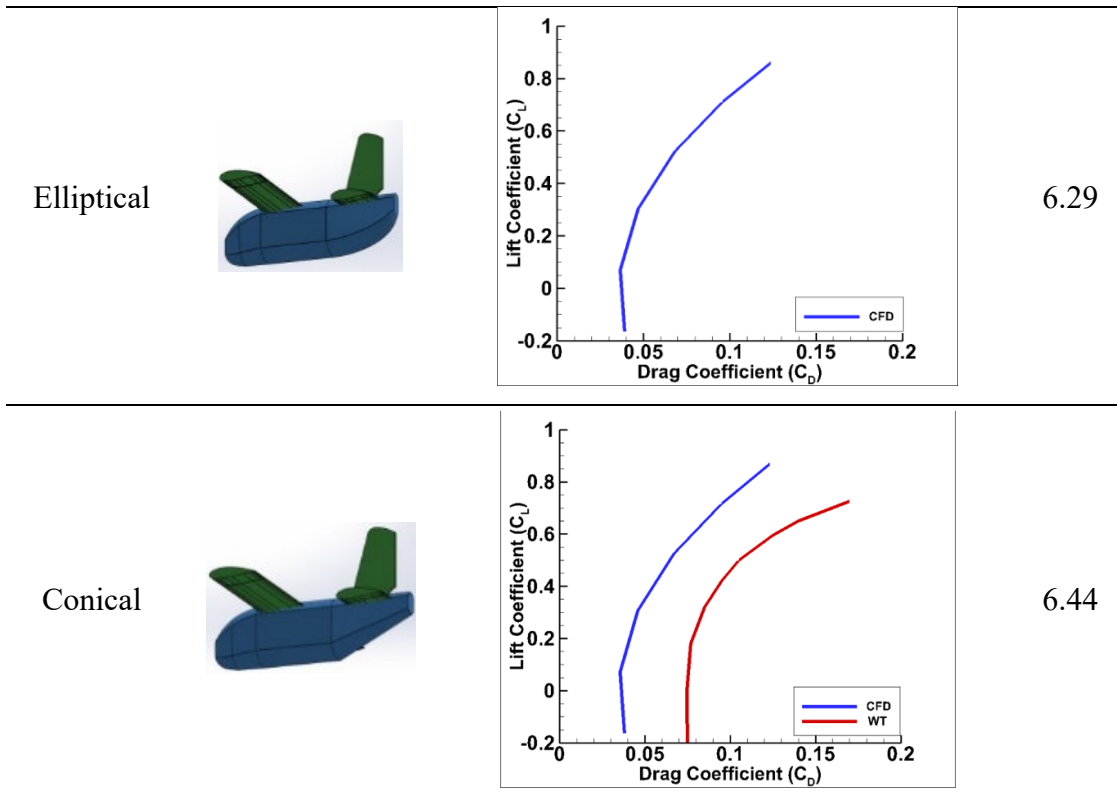 Elliptical
1
0.8
0.6
0.4
0.2
0
-0.2
Lift Coefficient (CL)
0
0.05
0.1
0.15
0.2
Drag Coefficient (CD)
CFD
6.29
Conical
1
0.8
0.6
0.4
0.2
0
-0.2
Lift Coefficient (CL)
0
0.05
0.1
0.15
0.2
Drag Coefficient (CD)
CFD
WT
6.44